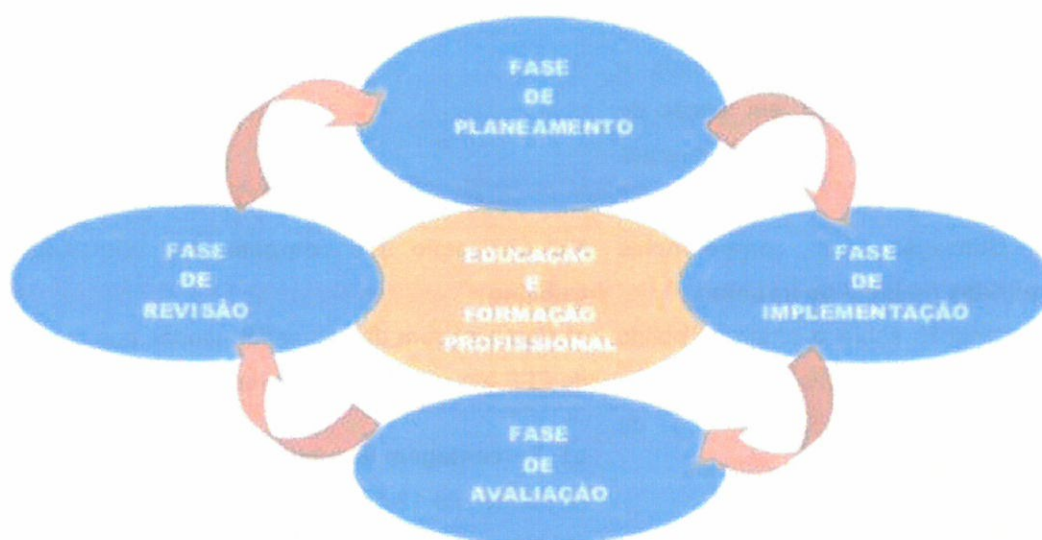 FASE
DE
PLANEAMENTO
FASE
DE
REVISÃO
EDUCAÇÃO
E
FORMAÇÃO
PROFISSIONAL
FASE
DE
IMPLEMENTAÇÃO
FASE
DE
AVALIAÇÃO